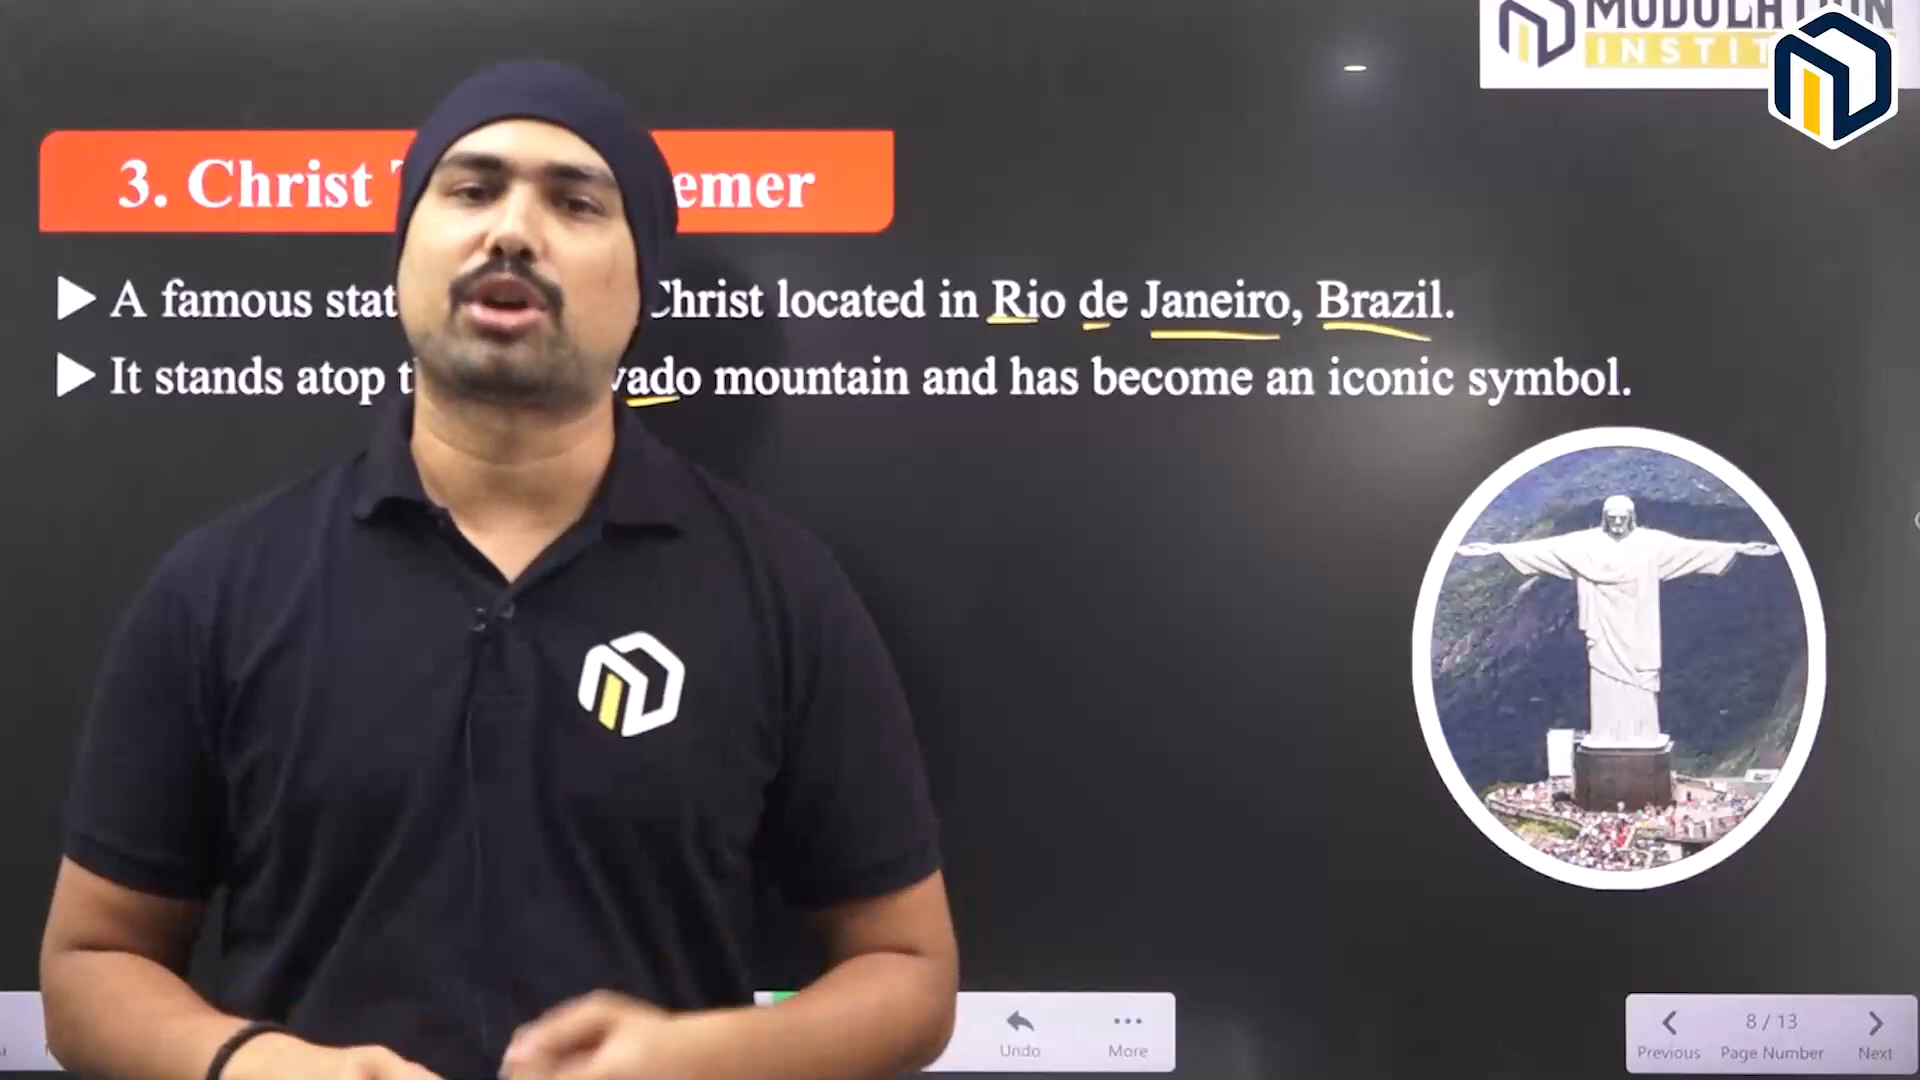 MODULATION
INSTIT
3. Christ emer
A famous stat Christ located in Rio de Janeiro, Brazil.
It stands atop t vado mountain and has become an iconic symbol.
Undo
More
8 / 13
Previous
Page Number
Next